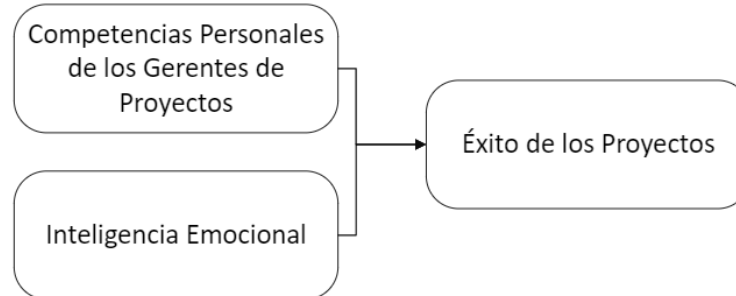 Competencias Personales
de los Gerentes de
Proyectos
Éxito de los Proyectos
Inteligencia Emocional